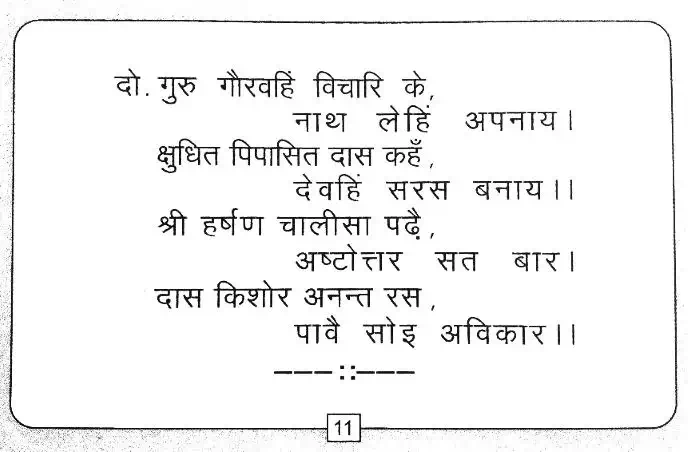 दो. गुरु गौरवहिं विचारि के,
नाथ लेहिं अपनाय।
क्षुधित पिपासित दास कहँ,
देवहिं सरस बनाय।।
श्री हर्षण चालीसा पढ़ै,
अष्टोत्तर सत बार।
दास किशोर अनन्त रस,
पावै सोइ अविकार।।
---::---
11